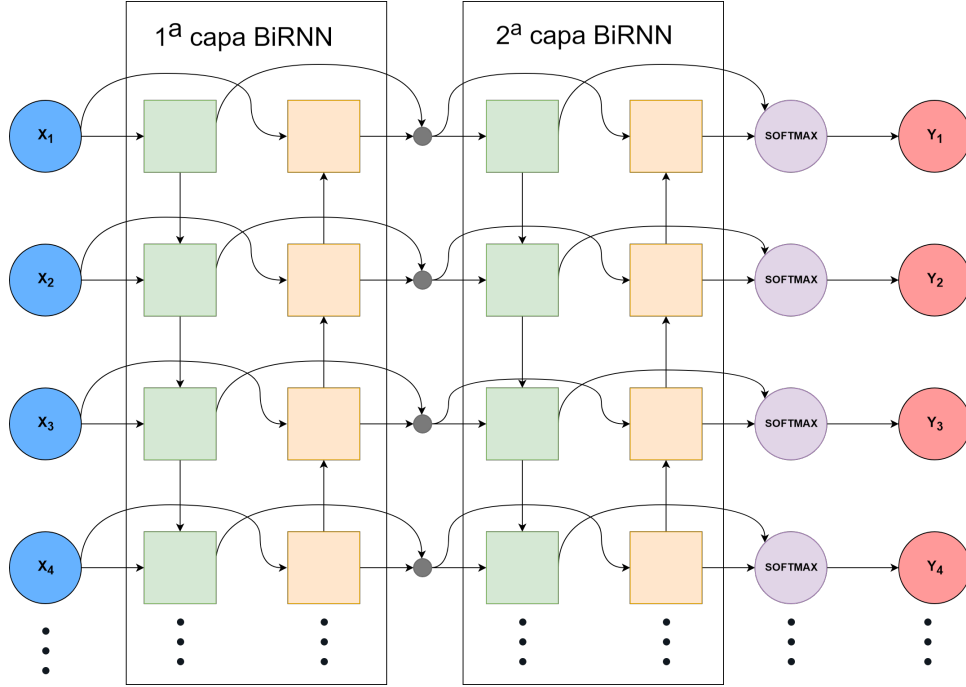 1ª capa BiRNN
2ª capa BiRNN
X₁
SOFTMAX
Y₁
X₂
SOFTMAX
Y₂
X₃
SOFTMAX
Y₃
X₄
SOFTMAX
Y₄